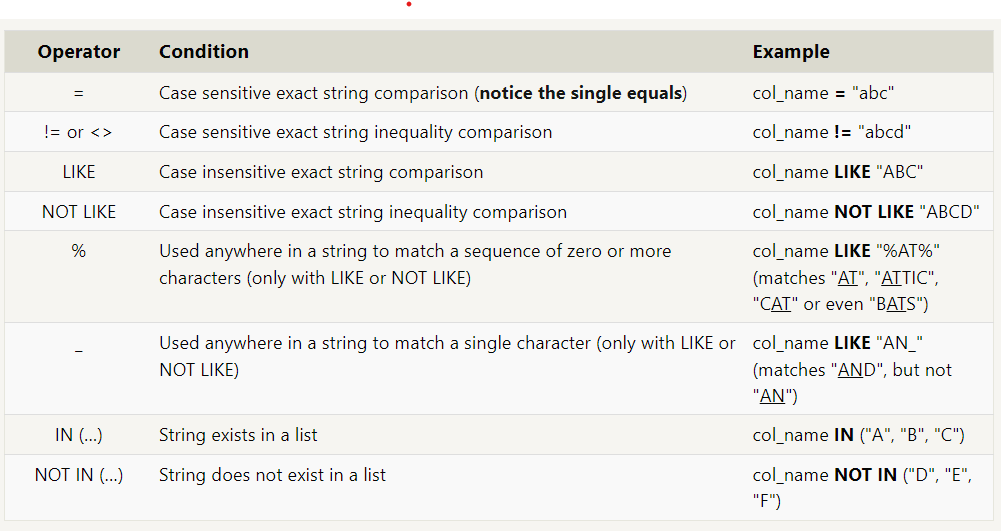 Operator Condition Example
= Case sensitive exact string comparison (notice the single equals) col_name = "abc"
!= or <> Case sensitive exact string inequality comparison col_name != "abcd"
LIKE Case insensitive exact string comparison col_name LIKE "ABC"
NOT LIKE Case insensitive exact string inequality comparison col_name NOT LIKE "ABCD"
% Used anywhere in a string to match a sequence of zero or more
characters (only with LIKE or NOT LIKE)
col_name LIKE "%AT%"
(matches "AT", "ATTIC",
"CAT" or even "BATS")
_ Used anywhere in a string to match a single character (only with LIKE or
NOT LIKE)
col_name LIKE "AN_"
(matches "AND", but not
"AN")
IN (…) String exists in a list col_name IN ("A", "B", "C")
NOT IN (…) String does not exist in a list col_name NOT IN ("D", "E",
"F")